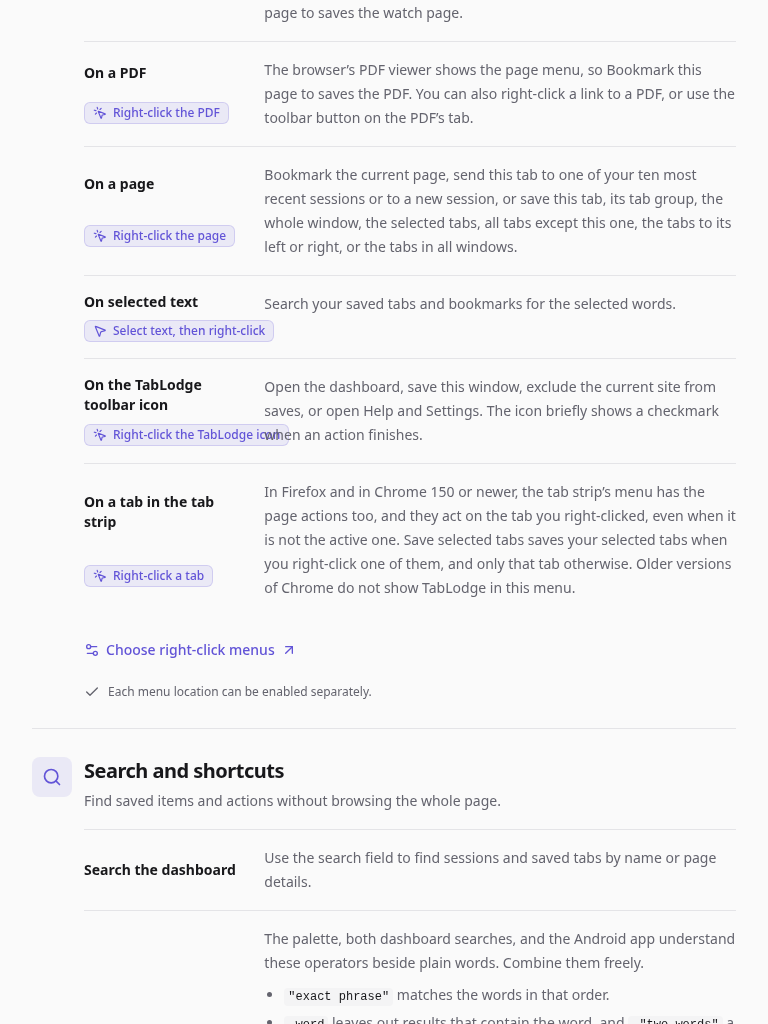 page to saves the watch page.
On a PDF
Right-click the PDF
The browser’s PDF viewer shows the page menu, so Bookmark this
page to saves the PDF. You can also right-click a link to a PDF, or use the
toolbar button on the PDF’s tab.
On a page
Right-click the page
Bookmark the current page, send this tab to one of your ten most
recent sessions or to a new session, or save this tab, its tab group, the
whole window, the selected tabs, all tabs except this one, the tabs to its
left or right, or the tabs in all windows.
On selected text
Select text, then right-click
Search your saved tabs and bookmarks for the selected words.
On the TabLodge
toolbar icon
Right-click the TabLodge icon
Open the dashboard, save this window, exclude the current site from
saves, or open Help and Settings. The icon briefly shows a checkmark
when an action finishes.
On a tab in the tab
strip
Right-click a tab
In Firefox and in Chrome 150 or newer, the tab strip’s menu has the
page actions too, and they act on the tab you right-clicked, even when it
is not the active one. Save selected tabs saves your selected tabs when
you right-click one of them, and only that tab otherwise. Older versions
of Chrome do not show TabLodge in this menu.
Choose right-click menus
Each menu location can be enabled separately.
Search and shortcuts
Find saved items and actions without browsing the whole page.
Search the dashboard
Use the search field to find sessions and saved tabs by name or page
details.
The palette, both dashboard searches, and the Android app understand
these operators beside plain words. Combine them freely.
"exact phrase" matches the words in that order.
word leaves out results that contain the word, and "two words" a